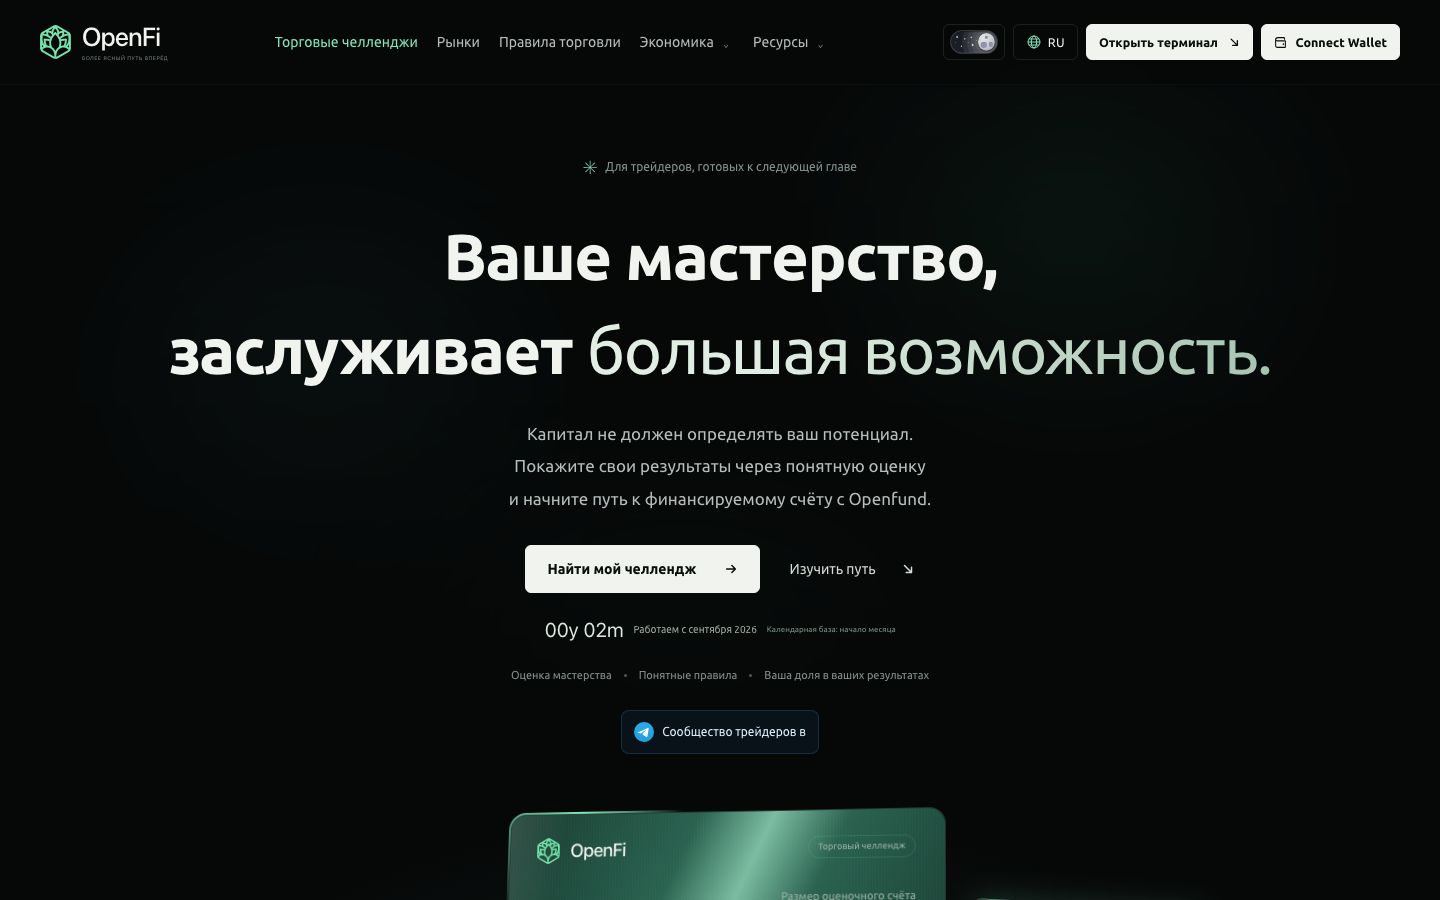 OpenFi
БОЛЕЕ ЯСНЫЙ ПУТЬ ВПЕРЁД
Торговые челленджи
Рынки
Правила торговли
Экономика
Ресурсы
RU
Открыть терминал
Connect Wallet
Для трейдеров, готовых к следующей главе
Ваше мастерство,
заслуживает большая возможность.
Капитал не должен определять ваш потенциал.
Покажите свои результаты через понятную оценку
и начните путь к финансируемому счёту с Openfund.
Найти мой челлендж
Изучить путь
00y 02m Работаем с сентября 2026 Календарная база: начало месяца
Оценка мастерства • Понятные правила • Ваша доля в ваших результатах
Сообщество трейдеров в
OpenFi
Торговый челлендж
Размер оценочного счёта